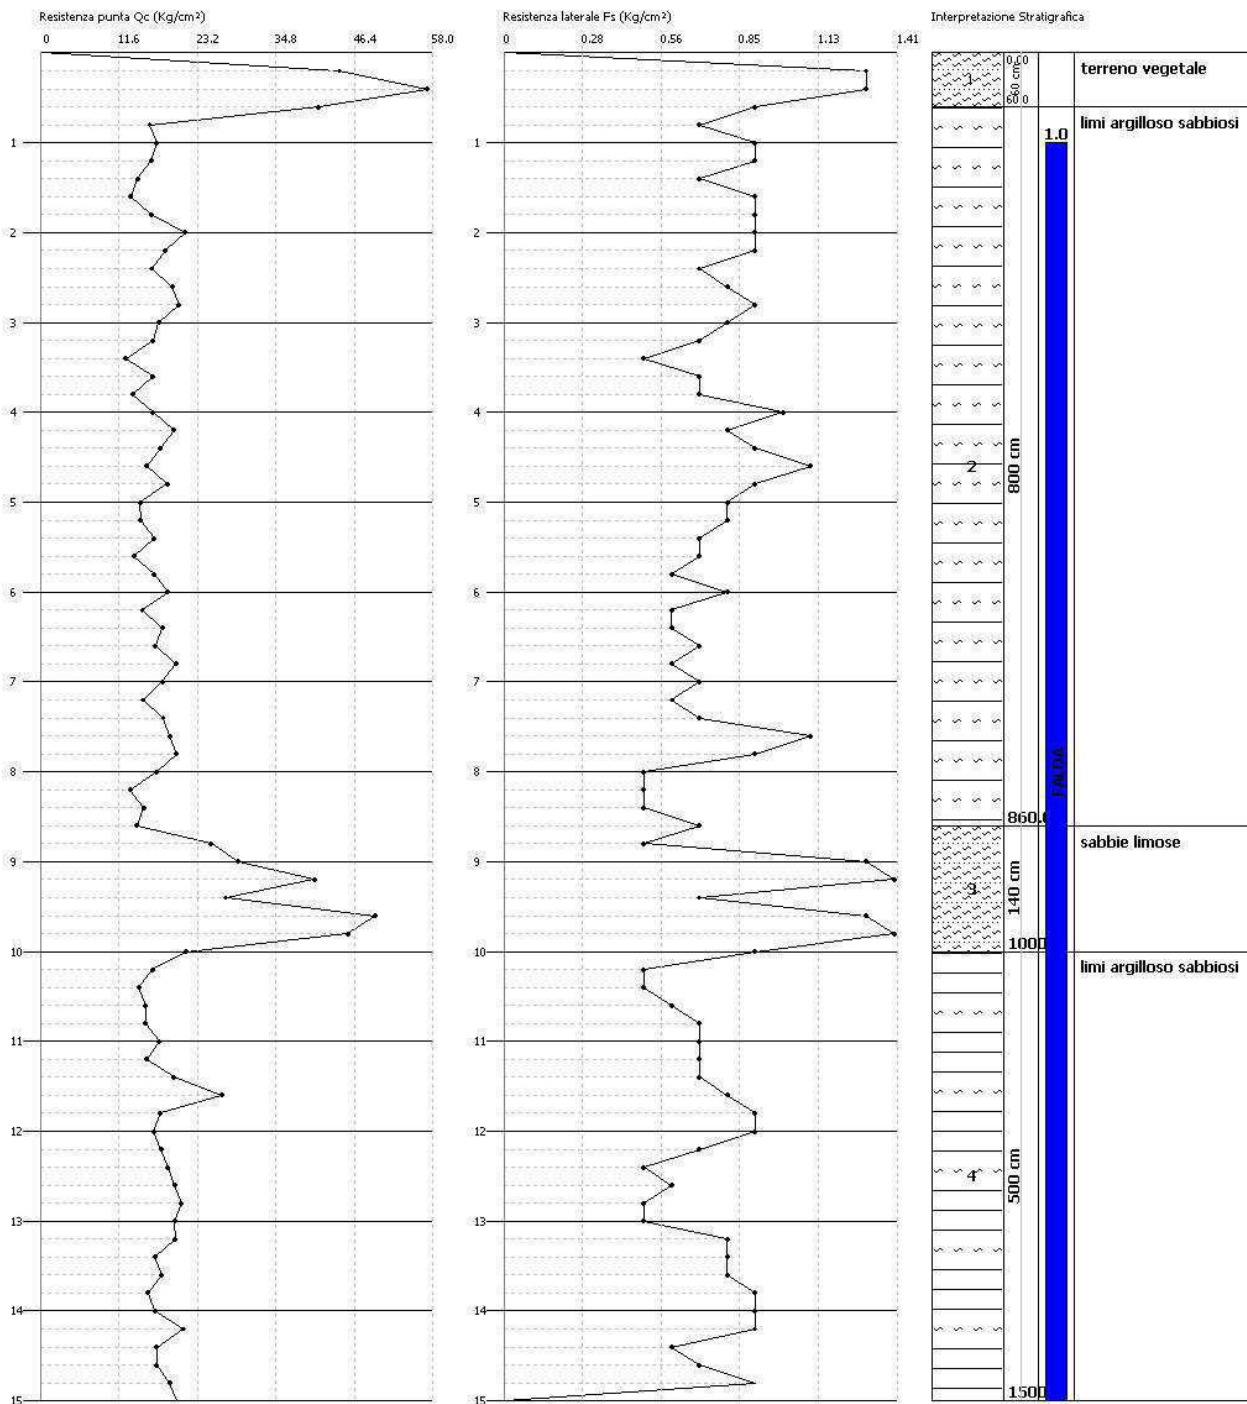 Resistenza punta Qc (Kg/cm²) Resistenza laterale Fs (Kg/cm²) Interpretazione Stratigrafica
0 11.6 23.2 34.8 46.4 58.0 0 0.28 0.56 0.85 1.13 1.41
0.00
60 cm
60.0
1
terreno vegetale
limi argilloso sabbiosi
1 1 1.0
2 2
3 3
4 4
2
800 cm
5 5
6 6
7 7
8 8
FALDA
860.0
sabbie limose
9 9
3
140 cm
1000
10 10
limi argilloso sabbiosi
11 11
12 12
4
500 cm
13 13
14 14
1500
15 15